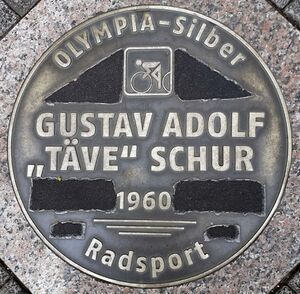 OLYMPIA-Silber
GUSTAV ADOLF
„TÄVE“ SCHUR
1960
Radsport